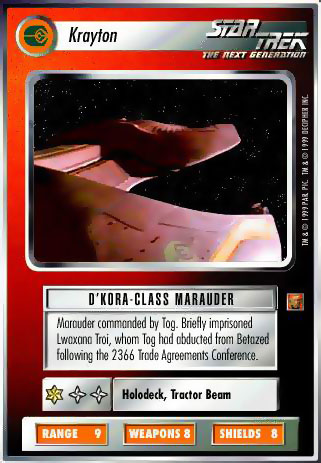 Krayton
STAR TREK
THE NEXT GENERATION
TM & © 1999 PAR. PIC. TM & © 1999 DECIPHER INC.
D'KORA-CLASS MARAUDER
Marauder commanded by Tog. Briefly imprisoned
Lwaxana Troi, whom Tog had abducted from Betazed
following the 2366 Trade Agreements Conference.
Holodeck, Tractor Beam
RANGE 9 WEAPONS 8 SHIELDS 8